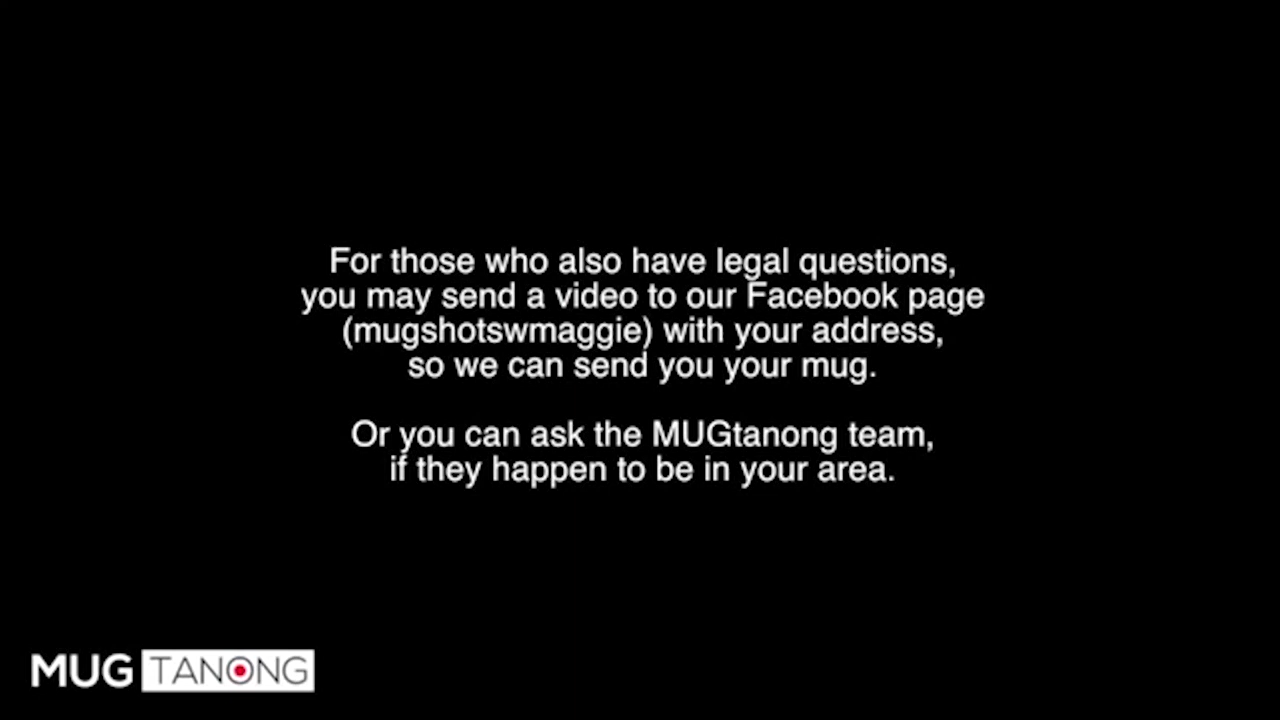 For those who also have legal questions,
you may send a video to our Facebook page
(mugshotswmaggie) with your address,
so we can send you your mug.
Or you can ask the MUGtanong team,
if they happen to be in your area.
MUG TANONG